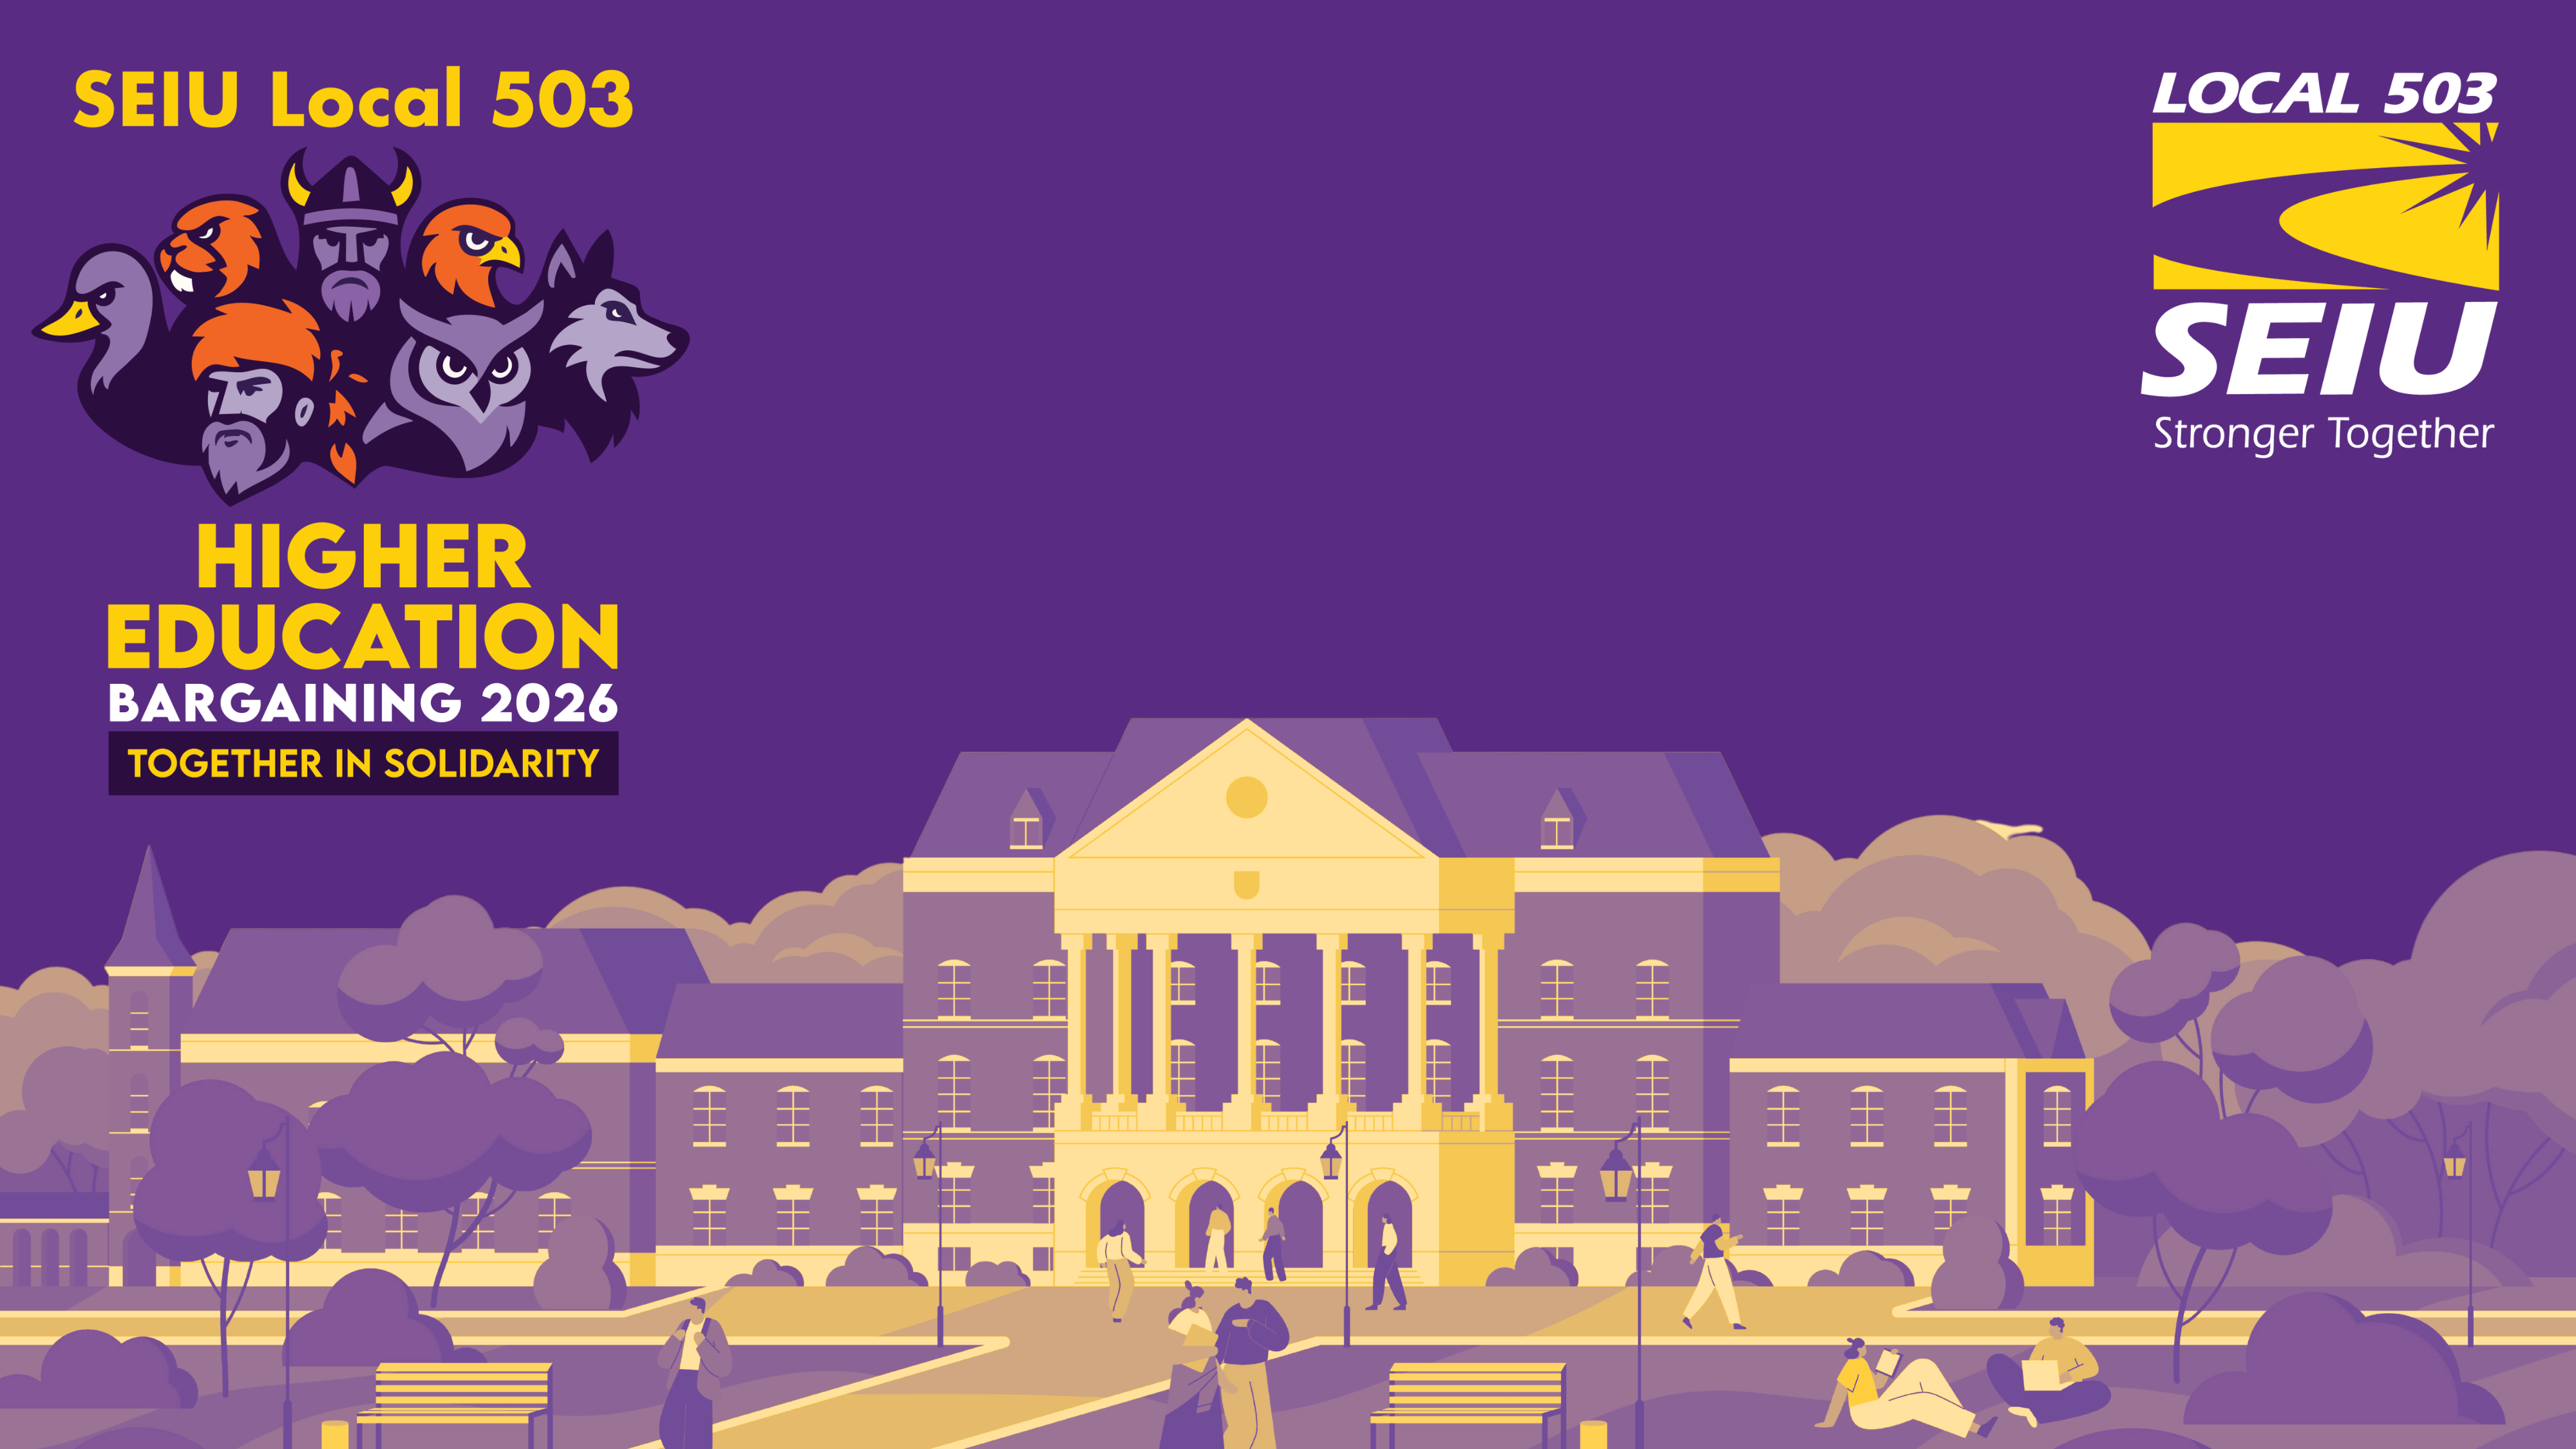 SEIU Local 503
HIGHER
EDUCATION
BARGAINING 2026
TOGETHER IN SOLIDARITY
LOCAL 503
SEIU
Stronger Together